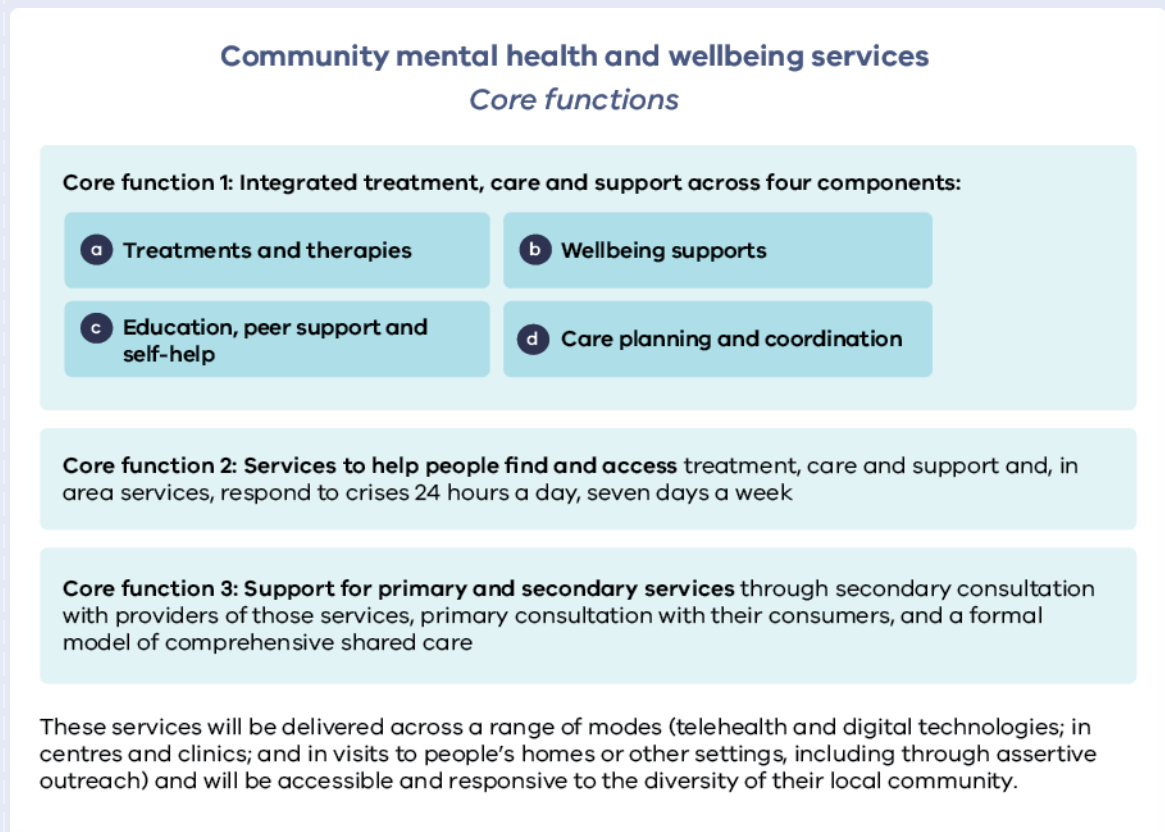 Community mental health and wellbeing services
Core functions
Core function 1: Integrated treatment, care and support across four components:
a Treatments and therapies
b Wellbeing supports
c Education, peer support and
self-help
d Care planning and coordination
Core function 2: Services to help people find and access treatment, care and support and, in
area services, respond to crises 24 hours a day, seven days a week
Core function 3: Support for primary and secondary services through secondary consultation
with providers of those services, primary consultation with their consumers, and a formal
model of comprehensive shared care
These services will be delivered across a range of modes (telehealth and digital technologies; in
centres and clinics; and in visits to people's homes or other settings, including through assertive
outreach) and will be accessible and responsive to the diversity of their local community.